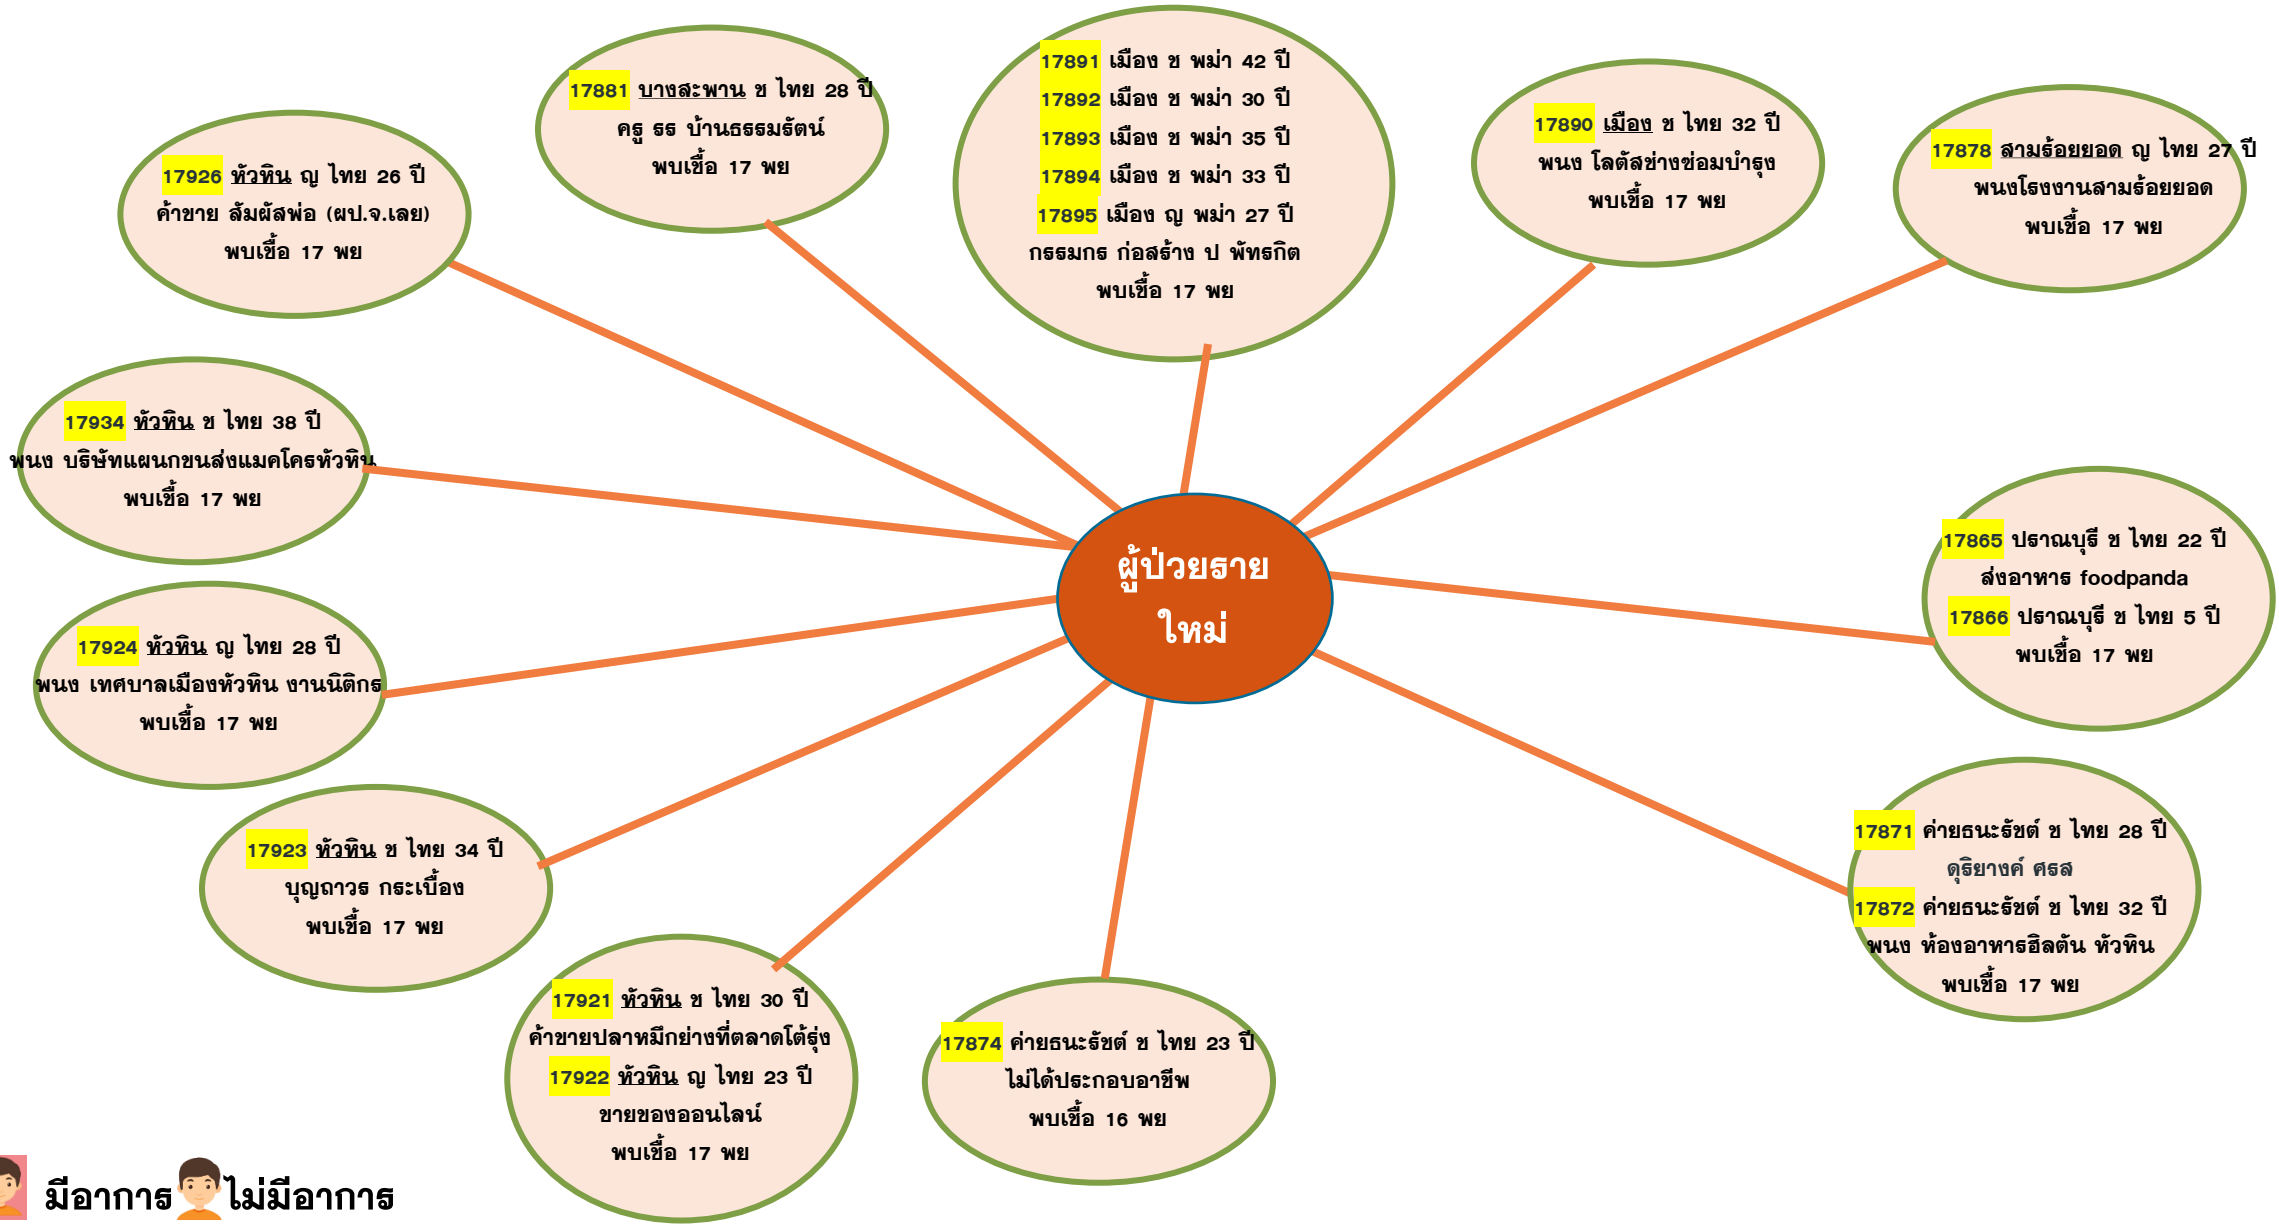 17891 เมือง ช พม่า 42 ปี
17892 เมือง ช พม่า 30 ปี
17893 เมือง ช พม่า 35 ปี
17894 เมือง ช พม่า 33 ปี
17895 เมือง ญ พม่า 27 ปี
กรรมกร ก่อสร้าง ป พัทรกิต
พบเชื้อ 17 พย
17881 บางสะพาน ช ไทย 28 ปี
ครู รร บ้านธรรมรัตน์
พบเชื้อ 17 พย
17890 เมือง ช ไทย 32 ปี
พนง โลตัสช่างซ่อมบำรุง
พบเชื้อ 17 พย
17878 สามร้อยยอด ญ ไทย 27 ปี
พนงโรงงานสามร้อยยอด
พบเชื้อ 17 พย
17926 หัวหิน ญ ไทย 26 ปี
ค้าขาย สัมผัสพ่อ (ผป.จ.เลย)
พบเชื้อ 17 พย
17934 หัวหิน ช ไทย 38 ปี
พนง บริษัทแผนกขนส่งแมคโครหัวหิน
พบเชื้อ 17 พย
ผู้ป่วยราย
ใหม่
17865 ปราณบุรี ช ไทย 22 ปี
ส่งอาหาร foodpanda
17866 ปราณบุรี ช ไทย 5 ปี
พบเชื้อ 17 พย
17924 หัวหิน ญ ไทย 28 ปี
พนง เทศบาลเมืองหัวหิน งานนิติกร
พบเชื้อ 17 พย
17871 ค่ายธนะรัชต์ ช ไทย 28 ปี
ดุริยางค์ ศรส
17872 ค่ายธนะรัชต์ ช ไทย 32 ปี
พนง ห้องอาหารฮิลตัน หัวหิน
พบเชื้อ 17 พย
17923 หัวหิน ช ไทย 34 ปี
บุญถาวร กระเบื้อง
พบเชื้อ 17 พย
17921 หัวหิน ช ไทย 30 ปี
ค้าขายปลาหมึกย่างที่ตลาดโต้รุ่ง
17922 หัวหิน ญ ไทย 23 ปี
ขายของออนไลน์
พบเชื้อ 17 พย
17874 ค่ายธนะรัชต์ ช ไทย 23 ปี
ไม่ได้ประกอบอาชีพ
พบเชื้อ 16 พย
มีอาการ ไม่มีอาการ